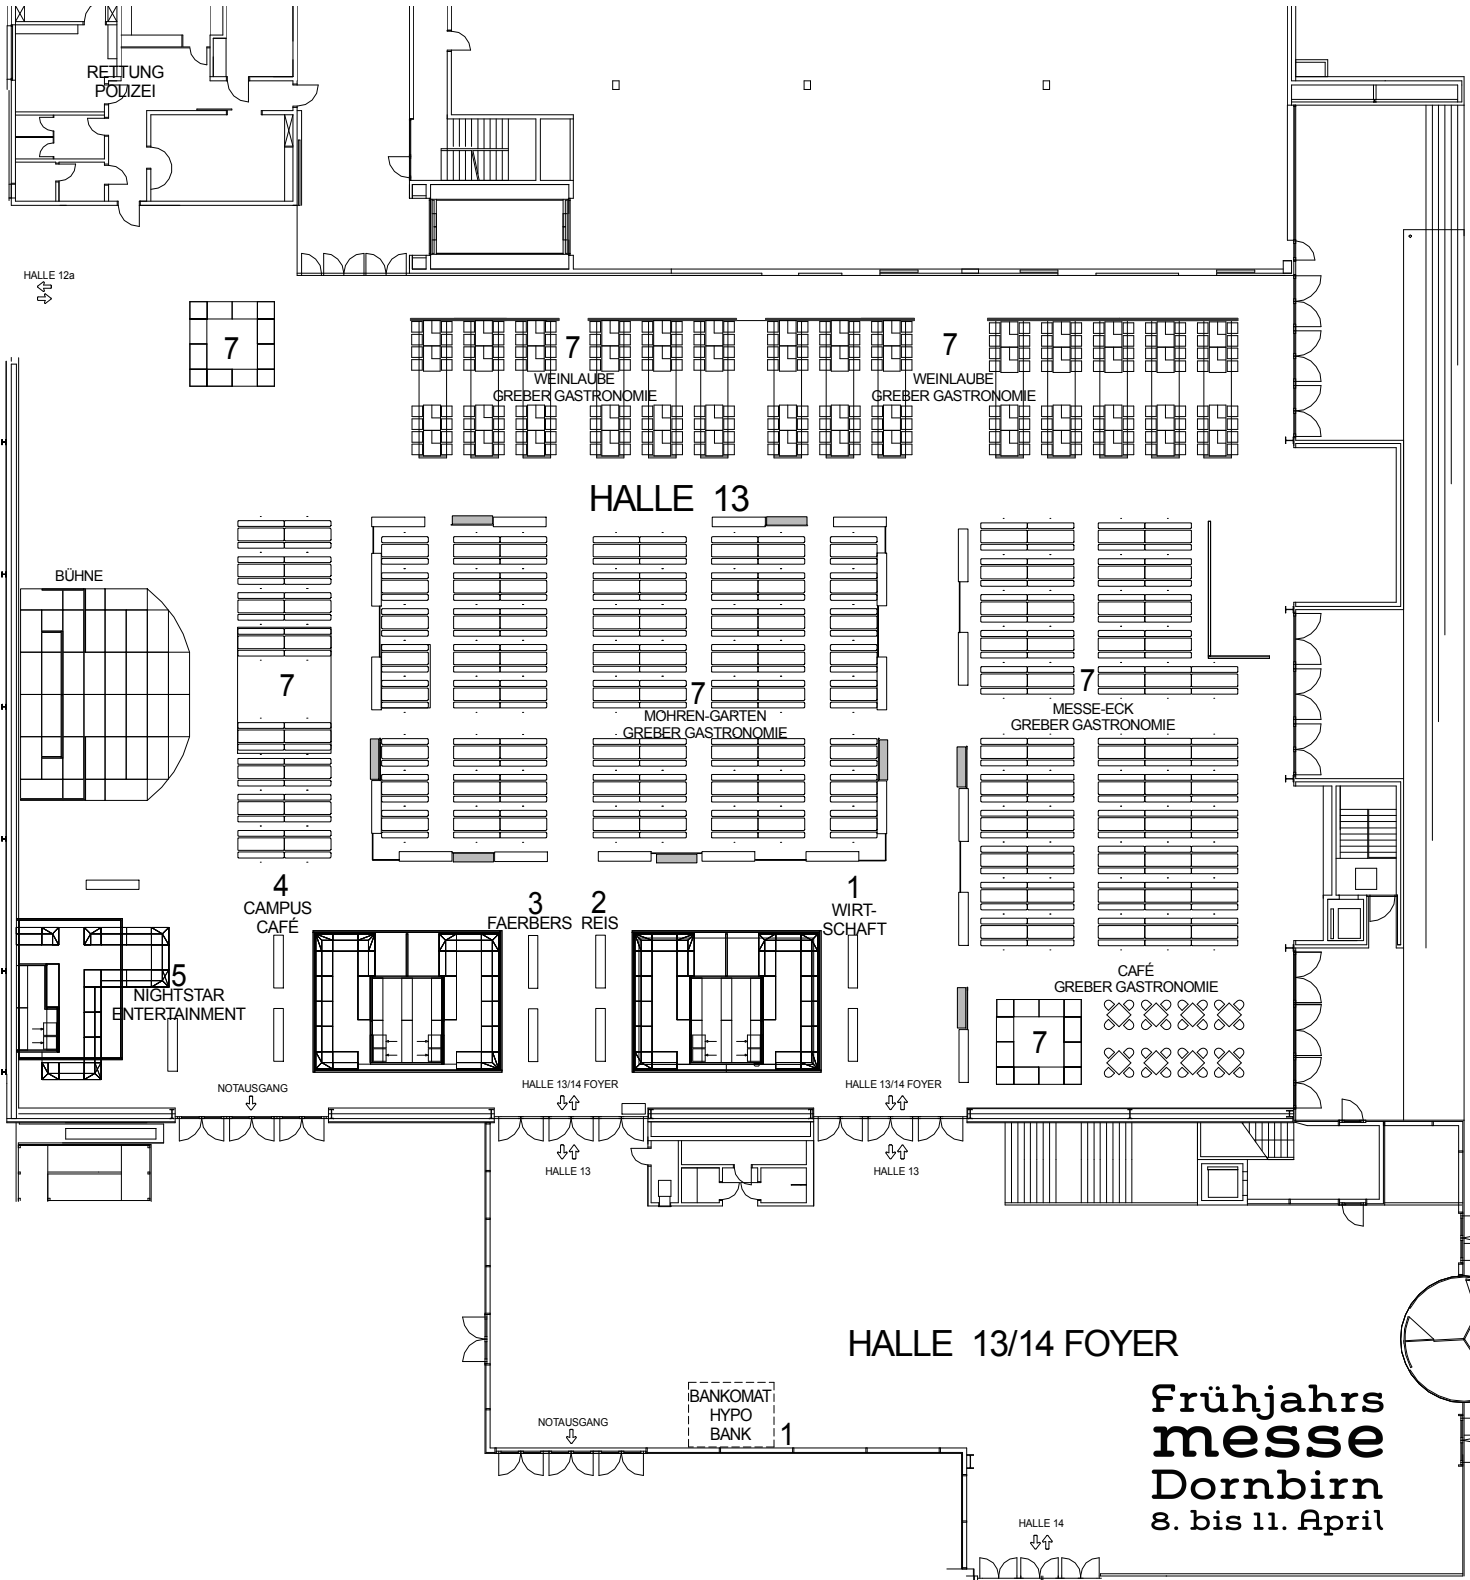 RETTUNG
POLIZEI
HALLE 12a
7
7
WEINLAUBE
GREBER GASTRONOMIE
7
WEINLAUBE
GREBER GASTRONOMIE
HALLE 13
BÜHNE
7
7
MOHREN-GARTEN
GREBER GASTRONOMIE
7
MESSE-ECK
GREBER GASTRONOMIE
4
CAMPUS
CAFÉ
3
FAERBERS
2
REIS
1
WIRT-
SCHAFT
5
NIGHTSTAR
ENTERTAINMENT
CAFÉ
GREBER GASTRONOMIE
7
NOTAUSGANG
HALLE 13/14 FOYER
HALLE 13/14 FOYER
HALLE 13
HALLE 13
HALLE 13/14 FOYER
BANKOMAT
HYPO
BANK
1
NOTAUSGANG
Frühjahrs
messe
Dornbirn
8. bis 11. April
HALLE 14